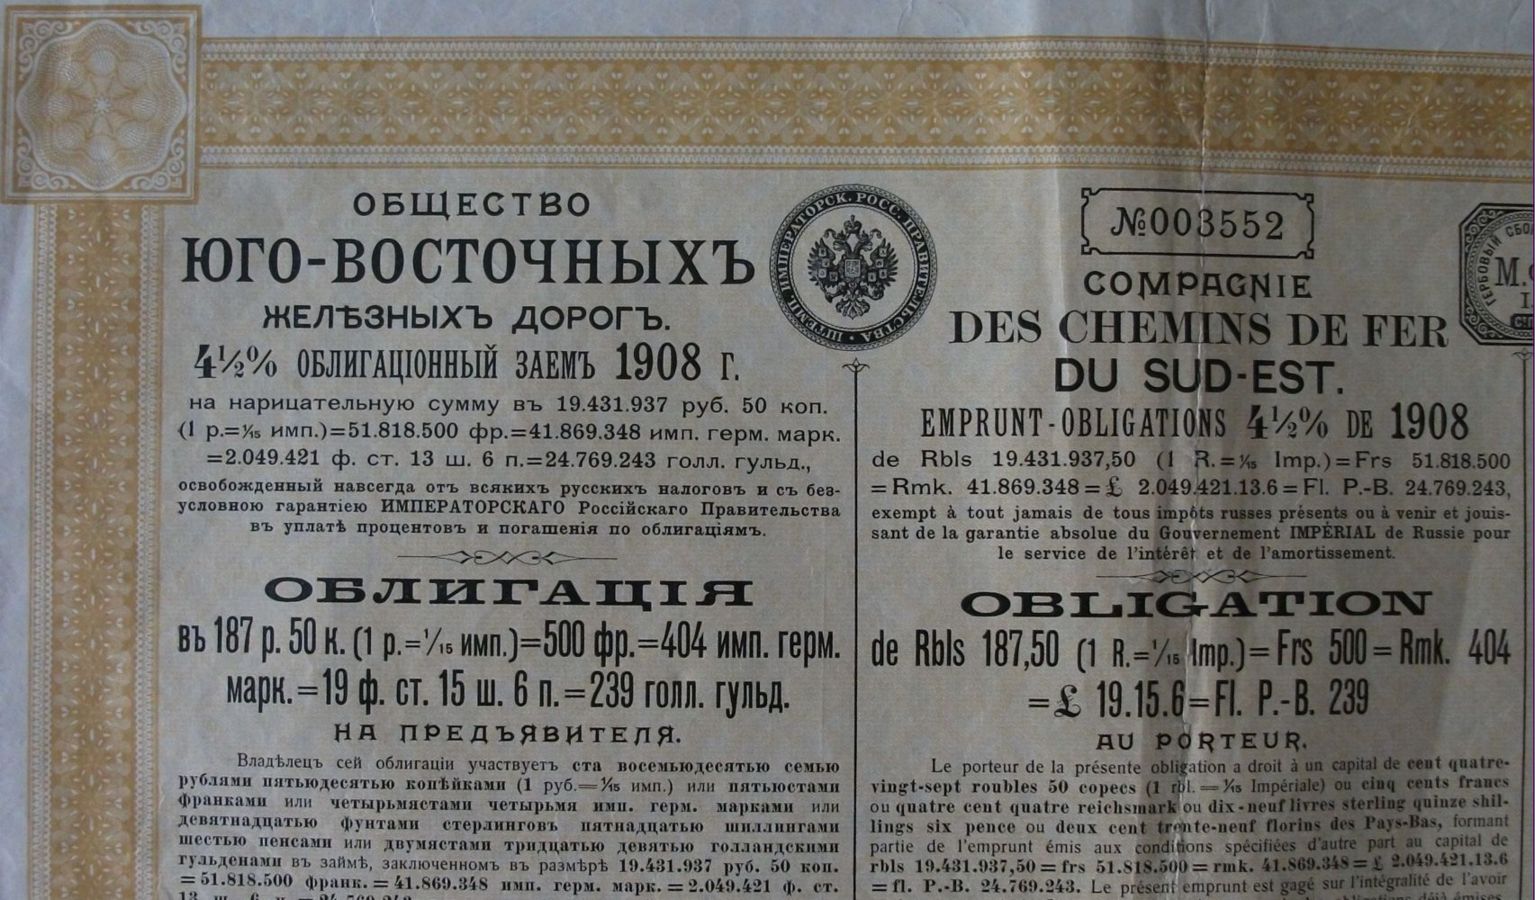 ОБЩЕСТВО
ЮГО-ВОСТОЧНЫХЪ
ЖЕЛѢЗНЫХЪ ДОРОГЪ.
4½% ОБЛИГАЦІОННЫЙ ЗАЕМЪ 1908 Г.
на нарицательную сумму въ 19.431.937 руб. 50 коп.
(1 р.=1/15 имп.)=51.818.500 фр.=41.869.348 имп. герм. марк.
=2.049.421 ф. ст. 13 ш. 6 п.=24.769.243 голл. гульд.,
освобожденный навсегда отъ всякихъ русскихъ налоговъ и съ без-
условною гарантіею ИМПЕРАТОРСКАГО Россійскаго Правительства
въ уплатѣ процентовъ и погашенія по облигаціямъ.
ОБЛИГАЦІЯ
въ 187 р. 50 к. (1 р.=1/15 имп.)=500 фр.=404 имп. герм.
марк.=19 ф. ст. 15 ш. 6 п.=239 голл. гульд.
НА ПРЕДЪЯВИТЕЛЯ.
Владѣлецъ сей облигаціи участвуетъ ста восемьюдесятью семью
рублями пятьюдесятью копѣйками (1 руб.=1/15 имп.) или пятьюстами
франками или четырьмястами четырьмя имп. герм. марками или
девятнадцатью фунтами стерлинговъ пятнадцатью шиллингами
шестью пенсами или двумястами тридцатью девятью голландскими
гульденами въ займѣ, заключенномъ въ размѣрѣ 19.431.937 руб. 50 коп.
=51.818.500 франк.=41.869.348 имп. герм. марк.=2.049.421 ф. ст.
ШТЕМП. ИМПЕРАТОРСК. РОСС. ПРАВИТЕЛЬСТВА
№003552
COMPAGNIE
DES CHEMINS DE FER
DU SUD-EST.
EMPRUNT-OBLIGATIONS 4½% DE 1908
de Rbls 19.431.937,50 (1 R.=1/15 Imp.)=Frs 51.818.500
=Rmk. 41.869.348=£ 2.049.421.13.6=Fl. P.-B. 24.769.243,
exempt à tout jamais de tous impôts russes présents ou à venir et jouis-
sant de la garantie absolue du Gouvernement IMPÉRIAL de Russie pour
le service de l'intérêt et de l'amortissement.
OBLIGATION
de Rbls 187,50 (1 R.=1/15 Imp.)=Frs 500=Rmk. 404
=£ 19.15.6=Fl. P.-B. 239
AU PORTEUR.
Le porteur de la présente obligation a droit à un capital de cent quatre-
vingt-sept roubles 50 copecs (1 rbl.=1/15 Impériale) ou cinq cents francs
ou quatre cent quatre reichsmark ou dix-neuf livres sterling quinze shil-
lings six pence ou deux cent trente-neuf florins des Pays-Bas, formant
partie de l'emprunt émis aux conditions spécifiées d'autre part au capital de
rbls 19.431.937,50=frs 51.818.500=rmk. 41.869.348=£ 2.049.421.13.6
=fl. P.-B. 24.769.243. Le présent emprunt est gagé sur l'intégralité de l'avoir
ГЕРБОВЫЙ